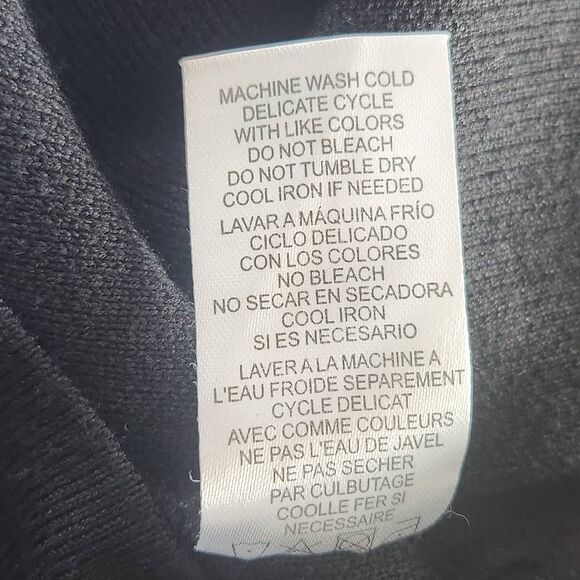 MACHINE WASH COLD
DELICATE CYCLE
WITH LIKE COLORS
DO NOT BLEACH
DO NOT TUMBLE DRY
COOL IRON IF NEEDED
LAVAR A MÁQUINA FRÍO
CICLO DELICADO
CON LOS COLORES
NO BLEACH
NO SECAR EN SECADORA
COOL IRON
SI ES NECESARIO
LAVER A LA MACHINE A
L'EAU FROIDE SEPAREMENT
CYCLE DELICAT
AVEC COMME COULEURS
NE PAS L'EAU DE JAVEL
NE PAS SECHER
PAR CULBUTAGE
COOLLE FER SI
NECESSAIRE